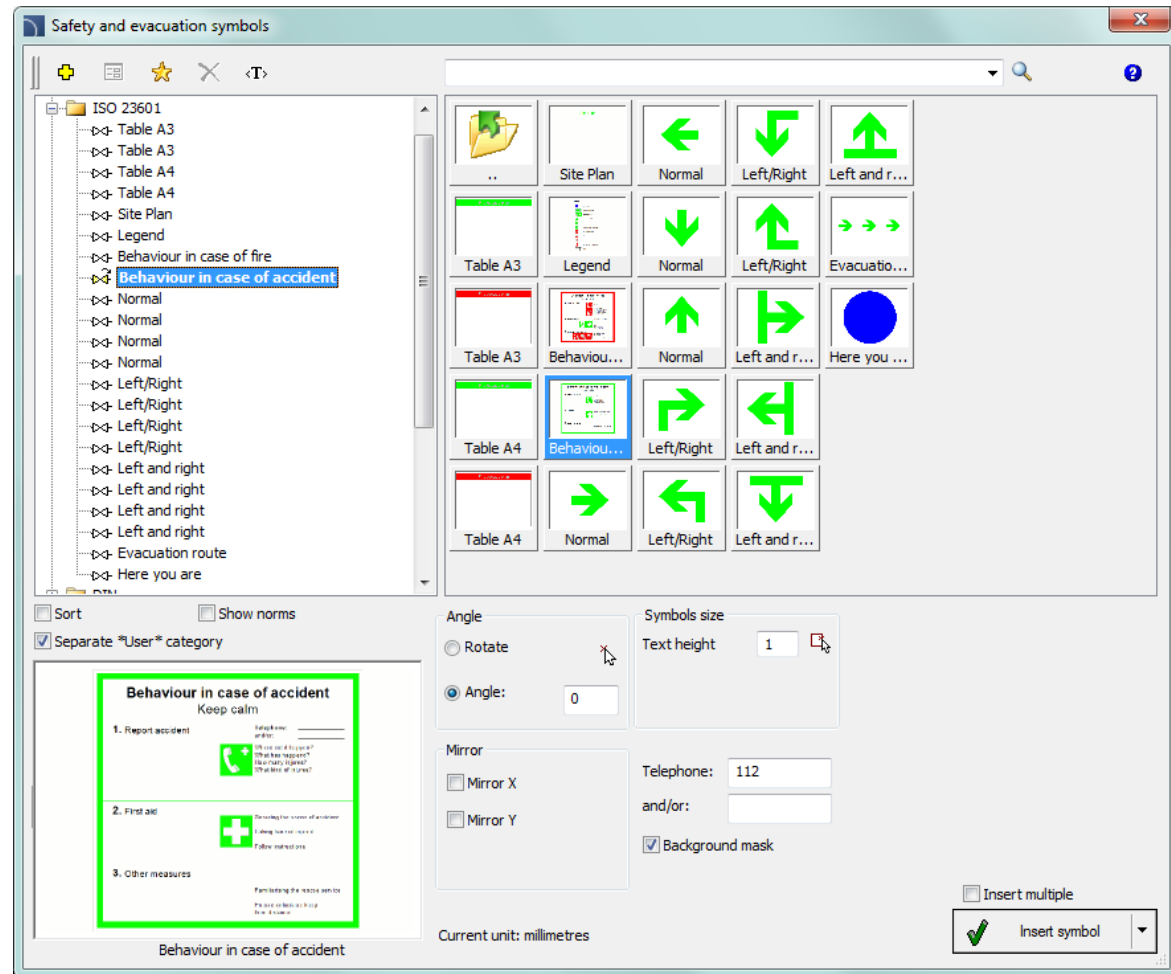 Safety and evacuation symbols
<T>
ISO 23601
Table A3
Table A3
Table A4
Table A4
Site Plan
Legend
Behaviour in case of fire
Behaviour in case of accident
Normal
Normal
Normal
Normal
Left/Right
Left/Right
Left/Right
Left/Right
Left and right
Left and right
Left and right
Left and right
Evacuation route
Here you are
DIN
.. Site Plan Normal Left/Right Left and r...
Table A3 Legend Normal Left/Right Evacuatio...
Table A3 Behaviou... Normal Left and r... Here you ...
Table A4 Behaviou... Left/Right Left and r...
Table A4 Normal Left/Right Left and r...
Sort Show norms
Separate *User* category
Behaviour in case of accident
Keep calm
1. Report accident
Telephone:
and/or:
What has happend?
2. First aid
3. Other measures
Behaviour in case of accident
Angle
Rotate
Angle: 0
Symbols size
Text height 1
Mirror
Mirror X
Mirror Y
Telephone: 112
and/or:
Background mask
Current unit: millimetres
Insert multiple
Insert symbol